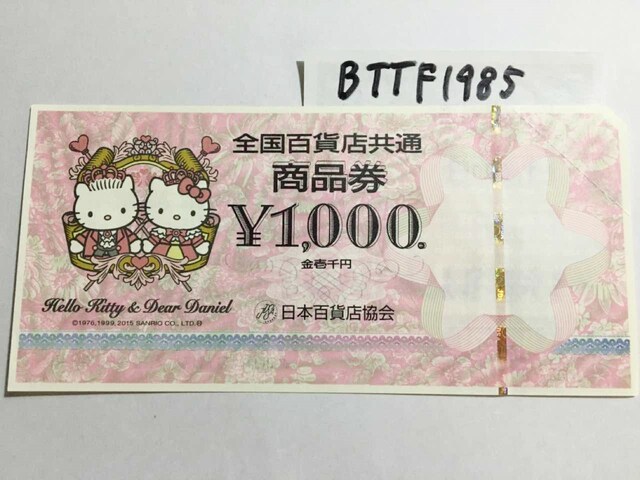 BTTF1985
全国百貨店共通
商品券
¥1,000.
金壱千円
Hello Kitty & Dear Daniel
©1976,1999,2015 SANRIO CO., LTD.
日本百貨店協会